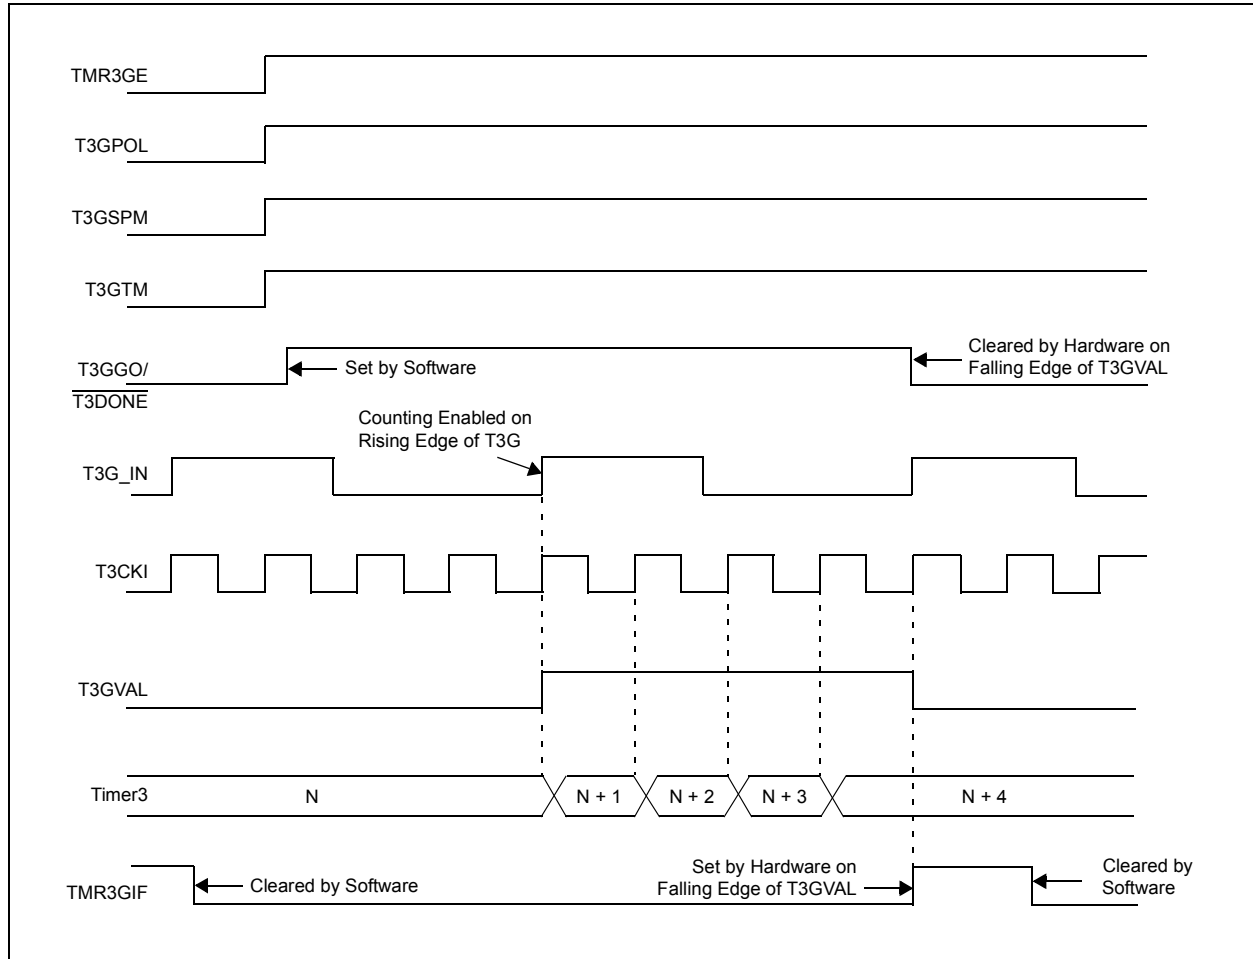 TMR3GE
T3GPOL
T3GSPM
T3GTM
T3GGO/
T3DONE
Set by Software
Cleared by Hardware on
Falling Edge of T3GVAL
Counting Enabled on
Rising Edge of T3G
T3G_IN
T3CKI
T3GVAL
Timer3
N
N + 1
N + 2
N + 3
N + 4
TMR3GIF
Cleared by Software
Set by Hardware on
Falling Edge of T3GVAL
Cleared by
Software